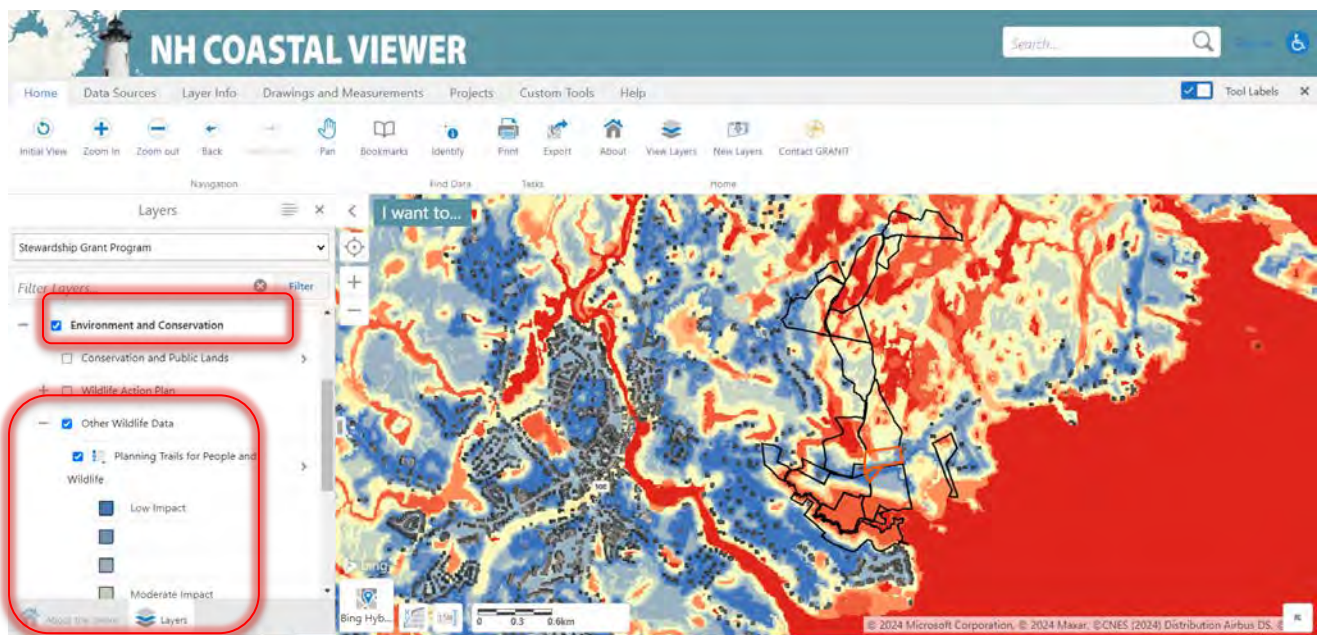 NH COASTAL VIEWER
Search...
Home Data Sources Layer Info Drawings and Measurements Projects Custom Tools Help
Tool Labels
Initial View Zoom In Zoom out Back Pan Bookmarks Identify Print Export About View Layers New Layers Contact GRANIT
Navigation Find Data Tasks Home
Layers
I want to...
Stewardship Grant Program
Filter Layers... Filter
Environment and Conservation
Conservation and Public Lands
Wildlife Action Plan
Other Wildlife Data
Planning Trails for People and
Wildlife
Low Impact
Moderate Impact
108
bing
About the viewer Layers
Bing Hyb...
0 0.3 0.6km
© 2024 Microsoft Corporation, © 2024 Maxar, ©CNES (2024) Distribution Airbus DS,